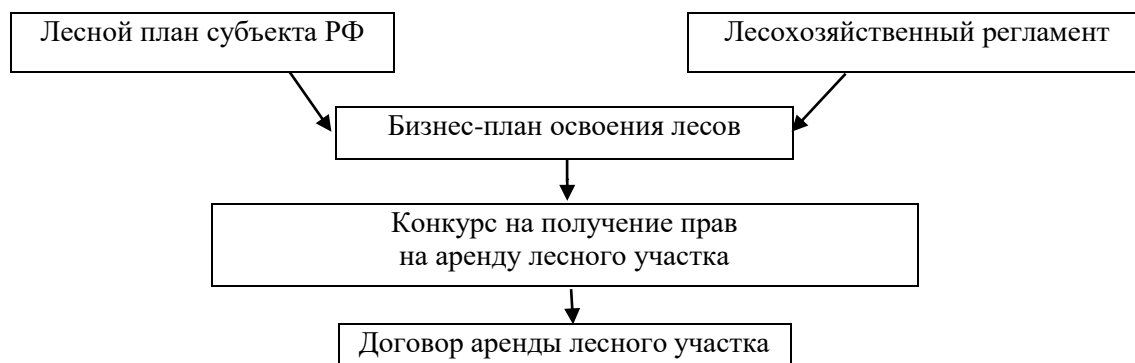 Лесной план субъекта РФ
Лесохозяйственный регламент
Бизнес-план освоения лесов
Конкурс на получение прав
на аренду лесного участка
Договор аренды лесного участка